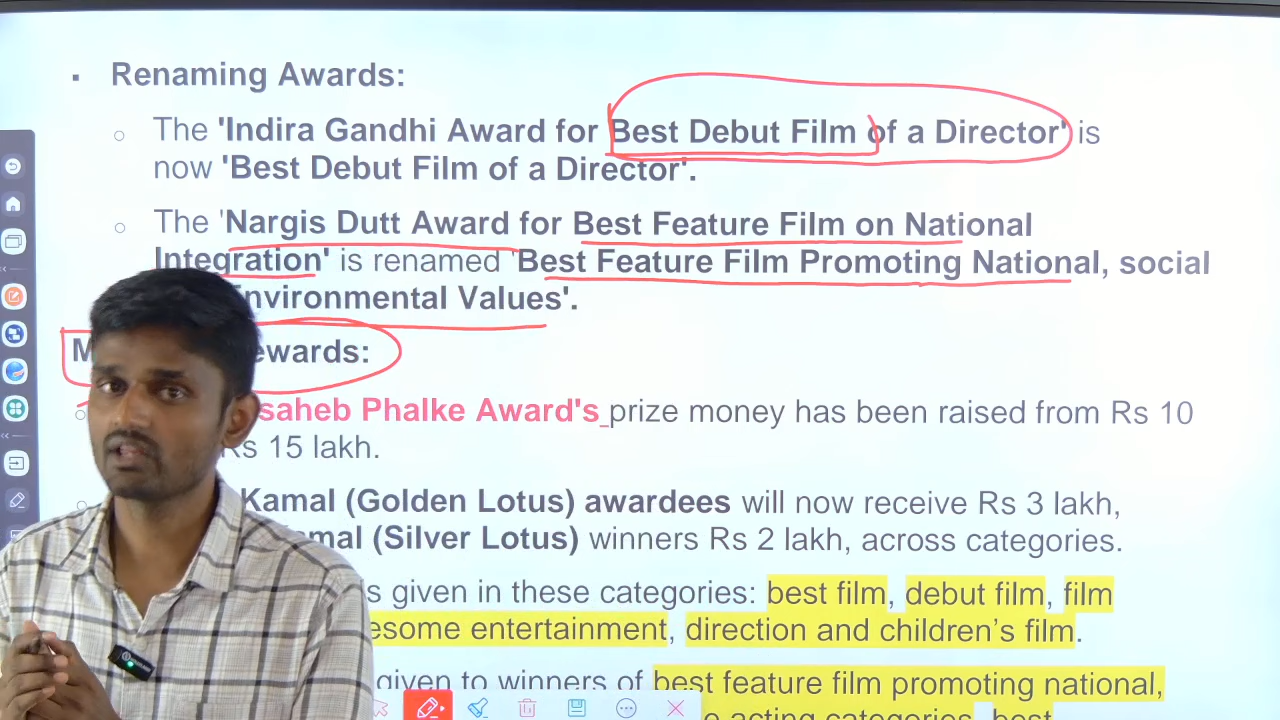 ▪ Renaming Awards:
○ The 'Indira Gandhi Award for Best Debut Film of a Director' is
now 'Best Debut Film of a Director'.
○ The 'Nargis Dutt Award for Best Feature Film on National
Integration' is renamed 'Best Feature Film Promoting National, social
nvironmental Values'.
M ewards:
○ saheb Phalke Award's prize money has been raised from Rs 10
Rs 15 lakh.
○ Kamal (Golden Lotus) awardees will now receive Rs 3 lakh,
amal (Silver Lotus) winners Rs 2 lakh, across categories.
s given in these categories: best film, debut film, film
esome entertainment, direction and children's film.
given to winners of best feature film promoting national,
acting categories, best